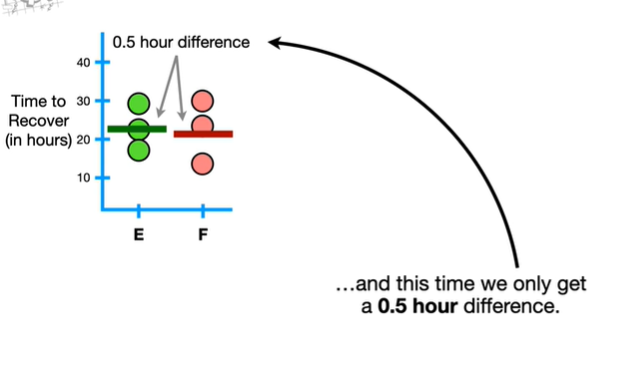 0.5 hour difference
40
Time to
30
Recover
(in hours)
20
10
E
F
...and this time we only get
a 0.5 hour difference.